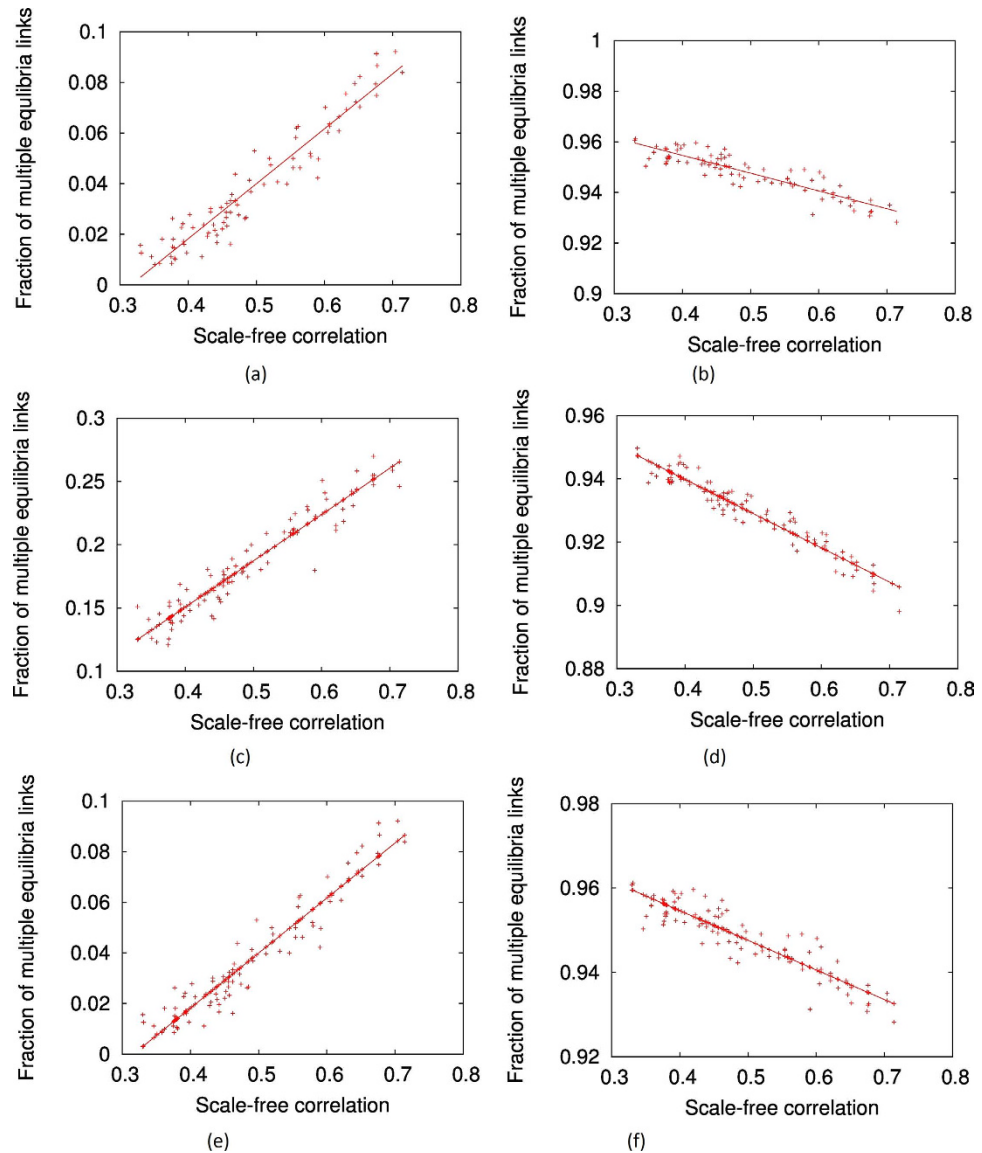 Fraction of multiple equlibria links
0.1
0.08
0.06
0.04
0.02
0
0.3 0.4 0.5 0.6 0.7 0.8
Scale-free correlation
(a)
Fraction of multiple equlibria links
1
0.98
0.96
0.94
0.92
0.9
0.3 0.4 0.5 0.6 0.7 0.8
Scale-free correlation
(b)
Fraction of multiple equilibria links
0.3
0.25
0.2
0.15
0.1
0.3 0.4 0.5 0.6 0.7 0.8
Scale-free correlation
(c)
Fraction of multiple equilibria links
0.96
0.94
0.92
0.9
0.88
0.3 0.4 0.5 0.6 0.7 0.8
Scale-free correlation
(d)
Fraction of multiple equilibria links
0.1
0.08
0.06
0.04
0.02
0
0.3 0.4 0.5 0.6 0.7 0.8
Scale-free correlation
(e)
Fraction of multiple equilibria links
0.98
0.96
0.94
0.92
0.3 0.4 0.5 0.6 0.7 0.8
Scale-free correlation
(f)